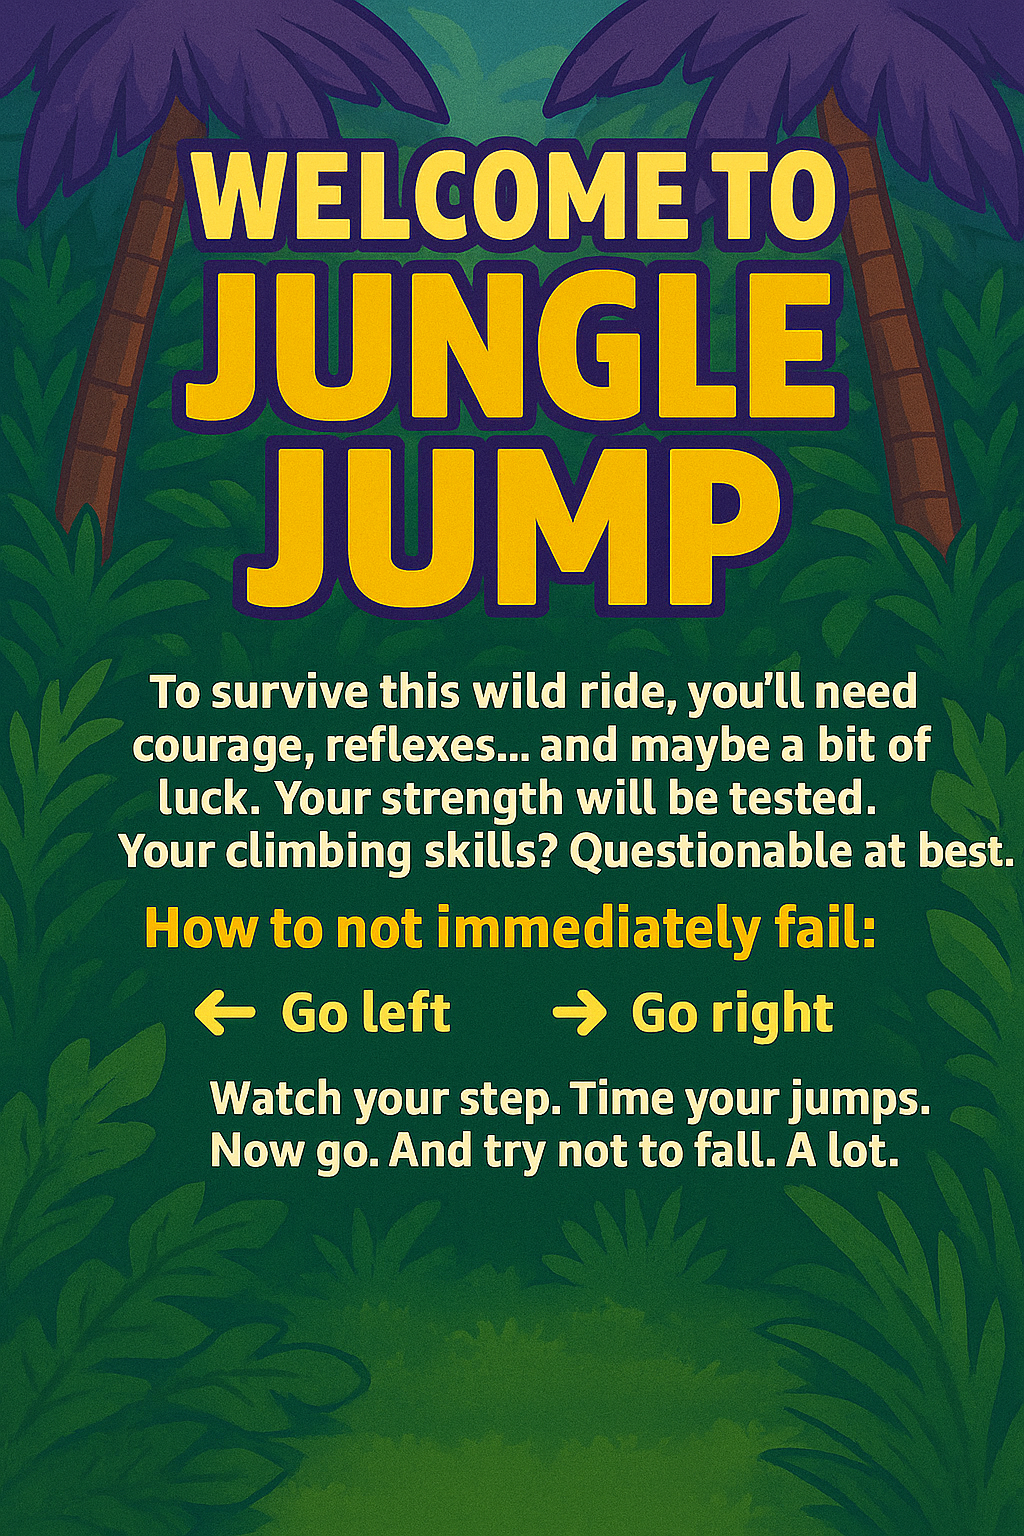 WELCOME TO
JUNGLE
JUMP
To survive this wild ride, you’ll need
courage, reflexes... and maybe a bit of
luck. Your strength will be tested.
Your climbing skills? Questionable at best.
How to not immediately fail:
← Go left → Go right
Watch your step. Time your jumps.
Now go. And try not to fall. A lot.